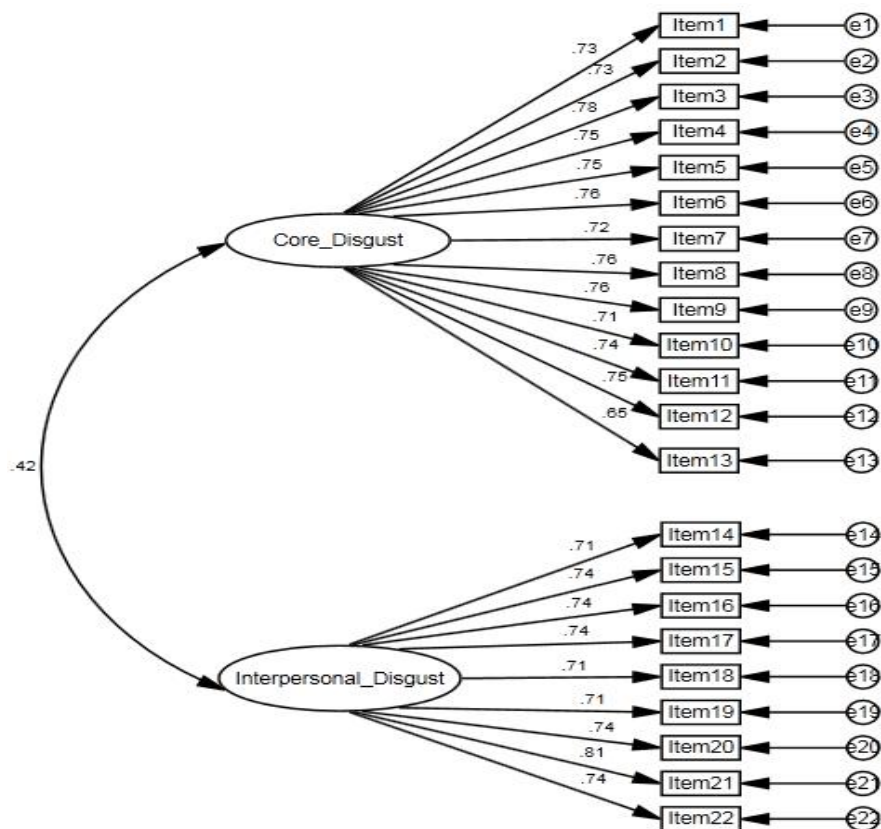 Item1 e1
.73
Item2 e2
.73
Item3 e3
.78
Item4 e4
.75
Item5 e5
.75
Item6 e6
.76
Core_Disgust
.72
Item7 e7
.76
Item8 e8
.76
Item9 e9
.71
Item10 e10
.74
Item11 e11
.75
Item12 e12
.65
Item13 e13
.42
Item14 e14
.71
Item15 e15
.74
Item16 e16
.74
Item17 e17
.74
Interpersonal_Disgust
.71
Item18 e18
.71
Item19 e19
.74
Item20 e20
.81
Item21 e21
.74
Item22 e22